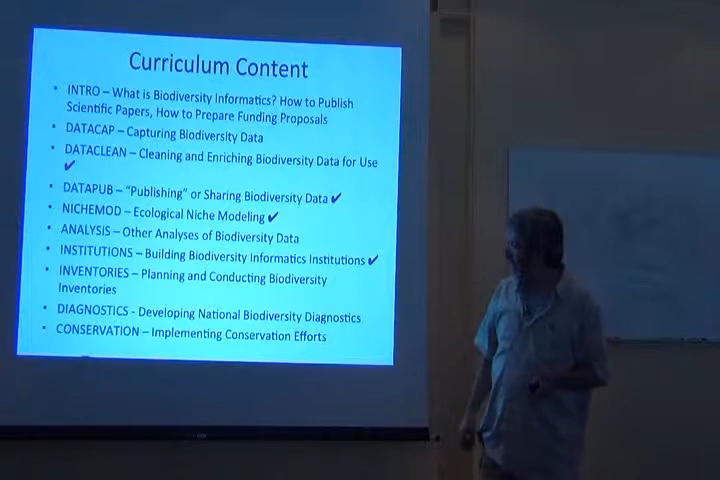 Curriculum Content
• INTRO – What is Biodiversity Informatics? How to Publish
Scientific Papers, How to Prepare Funding Proposals
• DATACAP – Capturing Biodiversity Data
• DATACLEAN – Cleaning and Enriching Biodiversity Data for Use
✔
• DATAPUB – “Publishing” or Sharing Biodiversity Data ✔
• NICHEMOD – Ecological Niche Modeling ✔
• ANALYSIS – Other Analyses of Biodiversity Data
• INSTITUTIONS – Building Biodiversity Informatics Institutions ✔
• INVENTORIES – Planning and Conducting Biodiversity
Inventories
• DIAGNOSTICS - Developing National Biodiversity Diagnostics
• CONSERVATION – Implementing Conservation Efforts